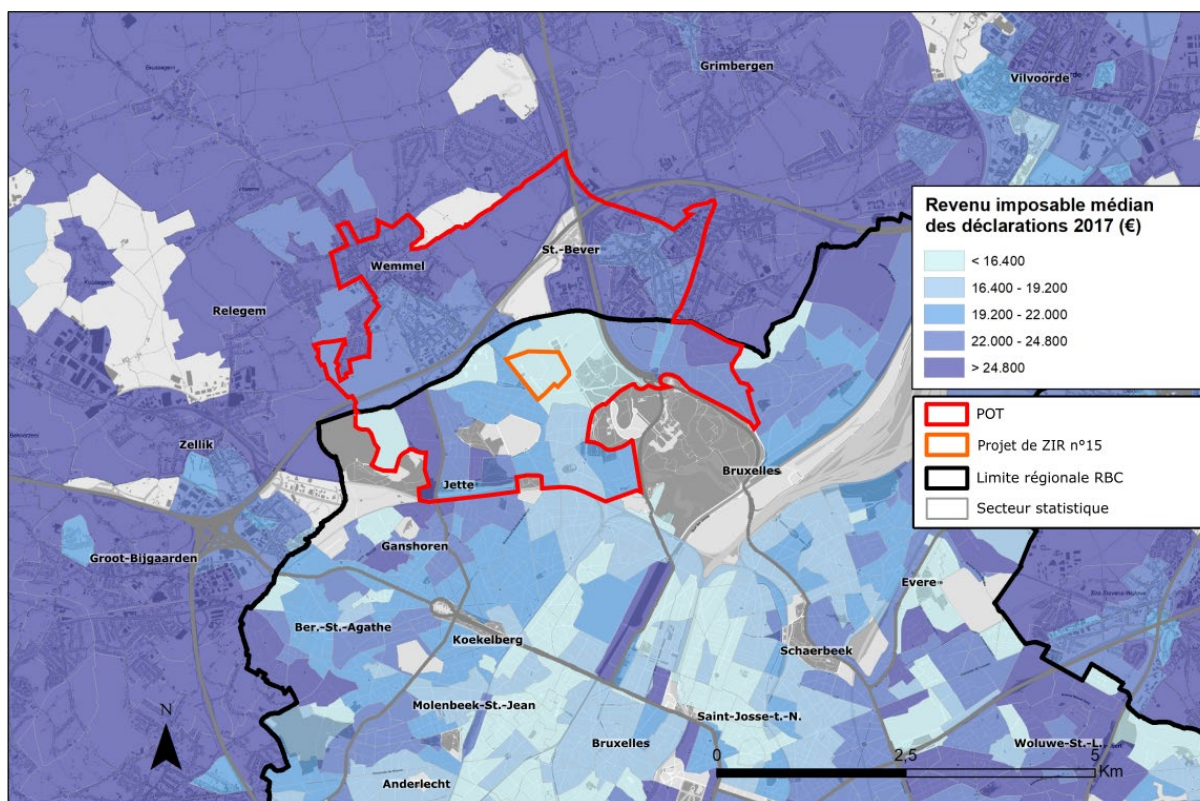 Grimbergen
Vilvoorde
St.-Bever
Wemmel
Relegem
Zellik
Jette
Bruxelles
Ganshoren
Groot-Bijgaarden
Ber.-St.-Agathe
Koekelberg
Evere
Schaerbeek
Molenbeek-St.-Jean
Saint-Josse-t.-N.
Bruxelles
Woluwe-St.-L.
Anderlecht
Revenu imposable médian
des déclarations 2017 (€)
< 16.400
16.400 - 19.200
19.200 - 22.000
22.000 - 24.800
> 24.800
POT
Projet de ZIR n°15
Limite régionale RBC
Secteur statistique
N
0 2,5 5
Km